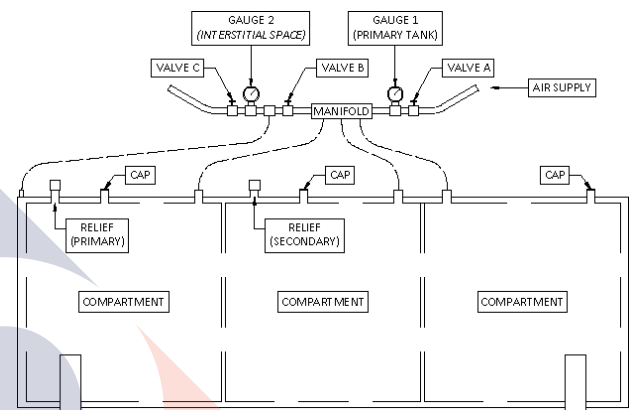 GAUGE 2
(INTERSTITIAL SPACE)
GAUGE 1
(PRIMARY TANK)
VALVE C
VALVE B
VALVE A
AIR SUPPLY
MANIFOLD
CAP
CAP
CAP
RELIEF
(PRIMARY)
RELIEF
(SECONDARY)
COMPARTMENT
COMPARTMENT
COMPARTMENT